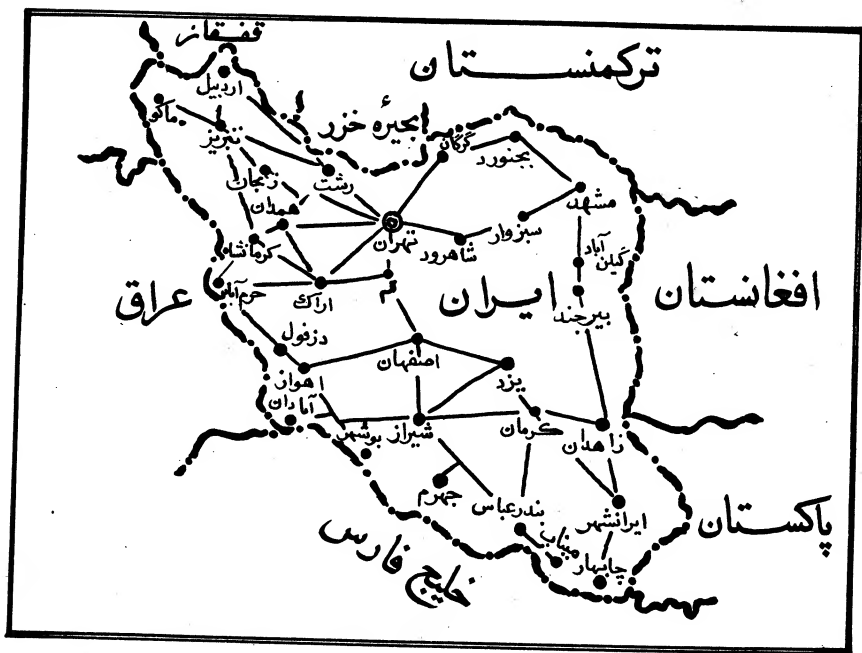 قفقاز
ترکمنستان
اردبیل
ماکو
تبریز
بحیرهٔ خزر
گرگان
بجنورد
زنجان
رشت
مشهد
همدان
تهران
شاهرود
سبزوار
کرمانشاه
گیلن آباد
عراق
خرم‌آباد
اراک
قم
ایران
افغانستان
بیرجند
دزفول
اصفهان
یزد
اهواز
آبادان
بوشهر
شیراز
کرمان
زاهدان
جهرم
بندرعباس
ایرانشهر
پاکستان
میناب
چابهار
خلیج فارس